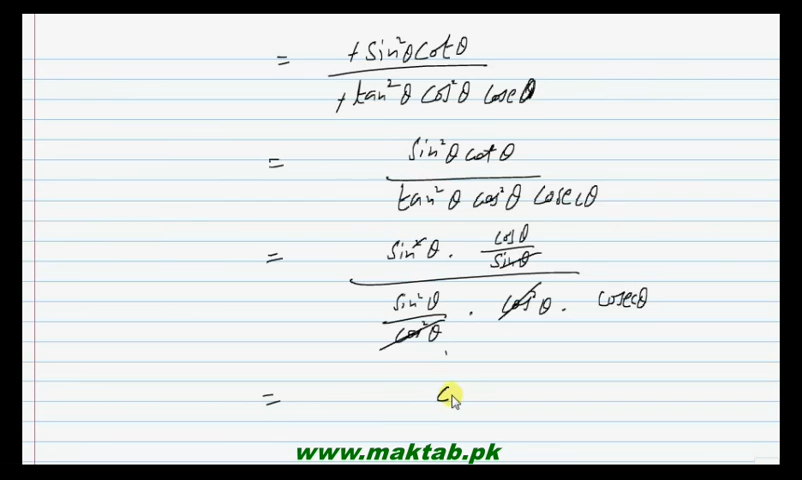 = + sin²θ cotθ
+ tan²θ cos²θ coseθ
= sin²θ cotθ
tan²θ cos²θ cosecθ
= sin²θ . cosθ
sinθ
sin²θ . cos²θ . cosecθ
cos²θ
= c
www.maktab.pk